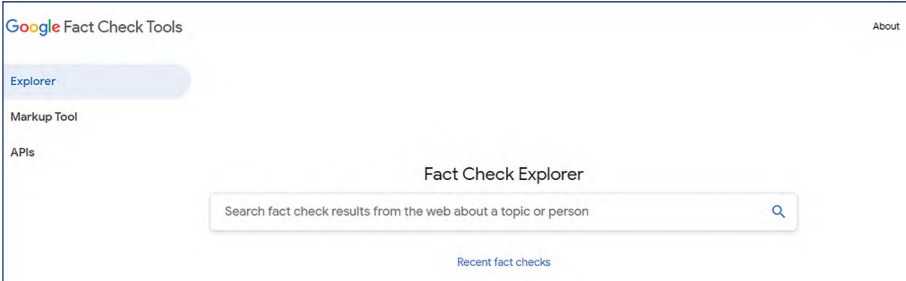 Google Fact Check Tools
About
Explorer
Markup Tool
APIs
Fact Check Explorer
Search fact check results from the web about a topic or person
Recent fact checks